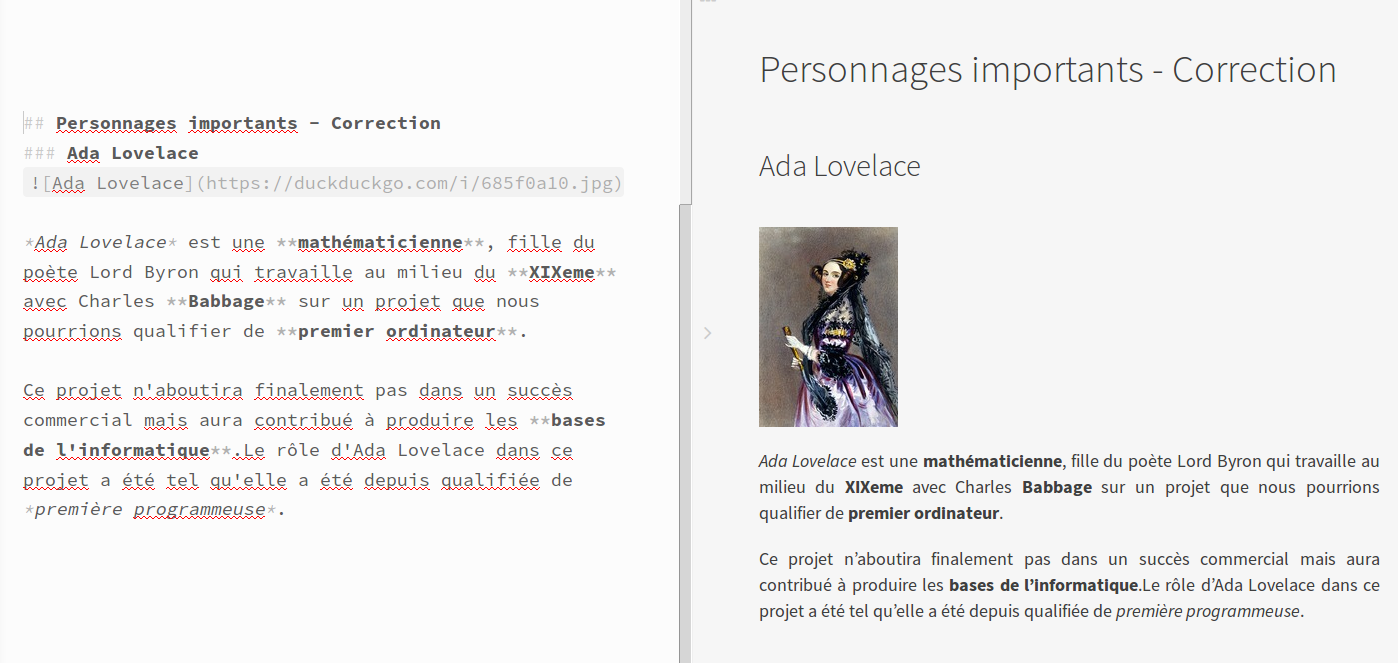 ## Personnages importants - Correction
### Ada Lovelace
![Ada Lovelace](https://duckduckgo.com/i/685f0a10.jpg)
*Ada Lovelace* est une **mathématicienne**, fille du
poète Lord Byron qui travaille au milieu du **XIXeme**
avec Charles **Babbage** sur un projet que nous
pourrions qualifier de **premier ordinateur**.
Ce projet n'aboutira finalement pas dans un succès
commercial mais aura contribué à produire les **bases
de l'informatique**.Le rôle d'Ada Lovelace dans ce
projet a été tel qu'elle a été depuis qualifiée de
*première programmeuse*.
Personnages importants - Correction
Ada Lovelace
Ada Lovelace est une mathématicienne, fille du poète Lord Byron qui travaille au
milieu du XIXeme avec Charles Babbage sur un projet que nous pourrions
qualifier de premier ordinateur.
Ce projet n’aboutira finalement pas dans un succès commercial mais aura
contribué à produire les bases de l’informatique.Le rôle d’Ada Lovelace dans ce
projet a été tel qu’elle a été depuis qualifiée de première programmeuse.